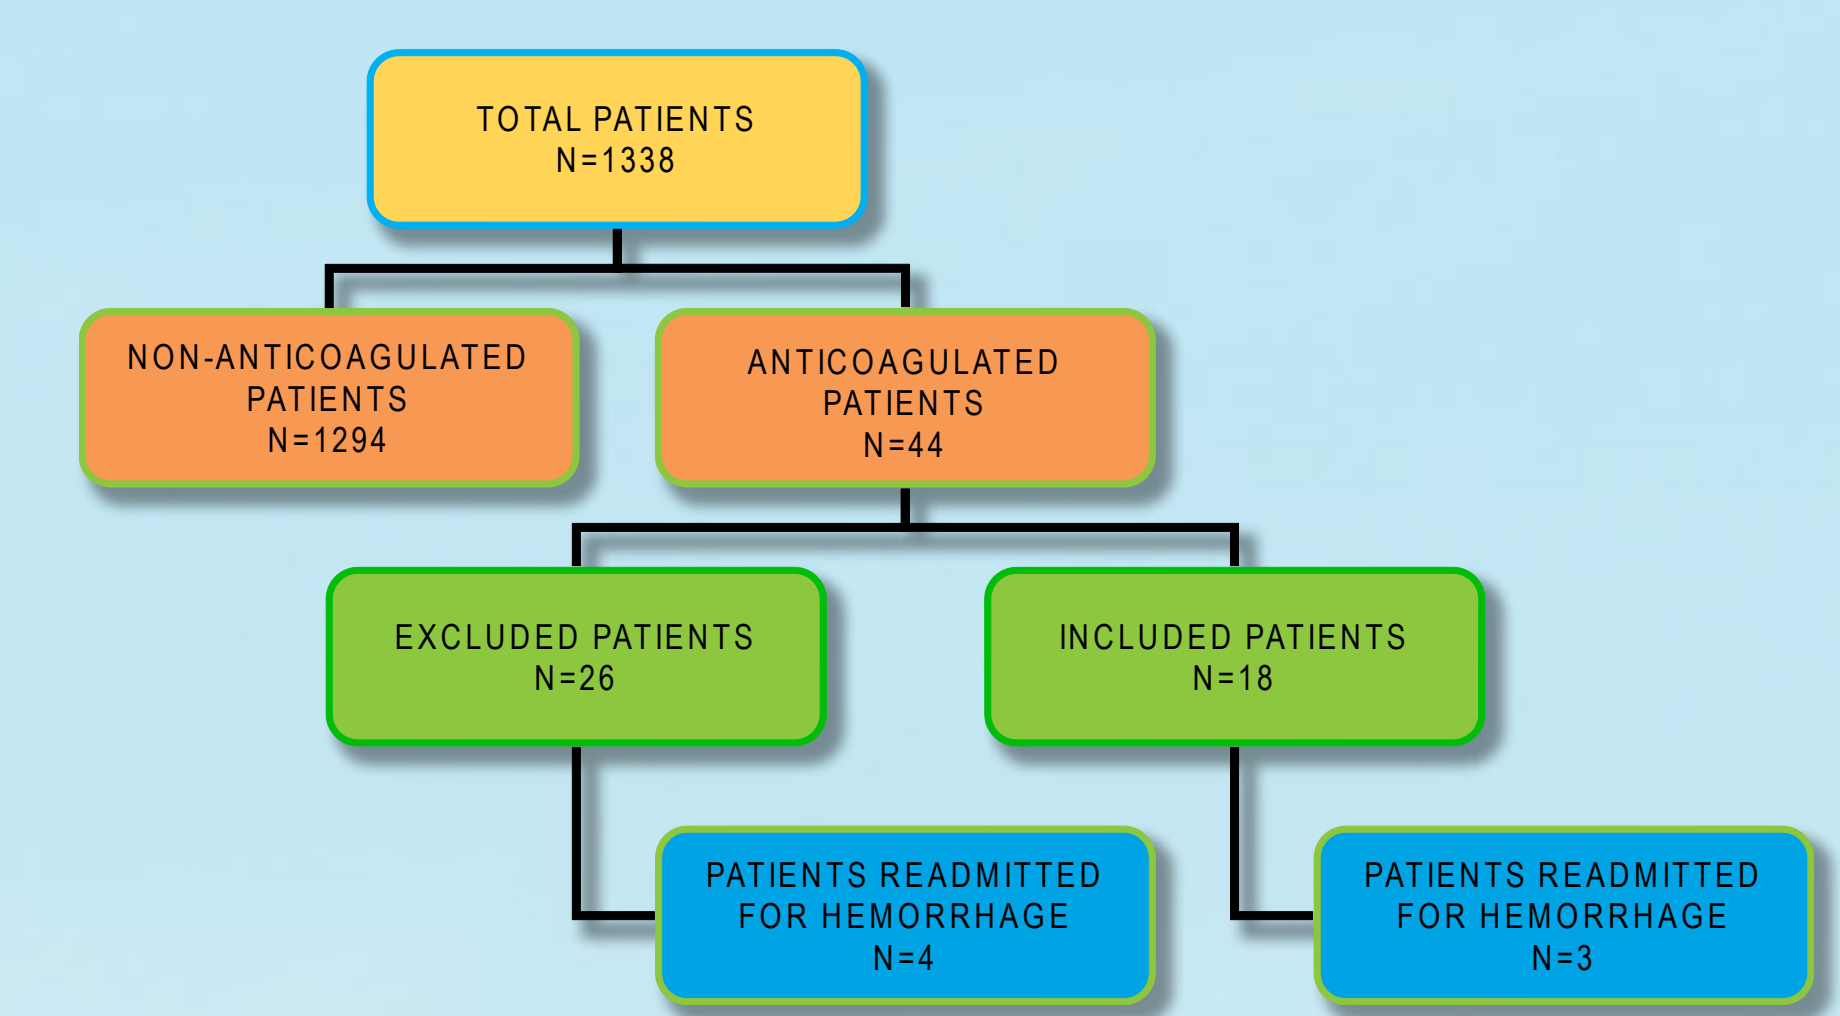 TOTAL PATIENTS
N=1338
NON-ANTICOAGULATED
PATIENTS
N=1294
ANTICOAGULATED
PATIENTS
N=44
EXCLUDED PATIENTS
N=26
INCLUDED PATIENTS
N=18
PATIENTS READMITTED
FOR HEMORRHAGE
N=4
PATIENTS READMITTED
FOR HEMORRHAGE
N=3